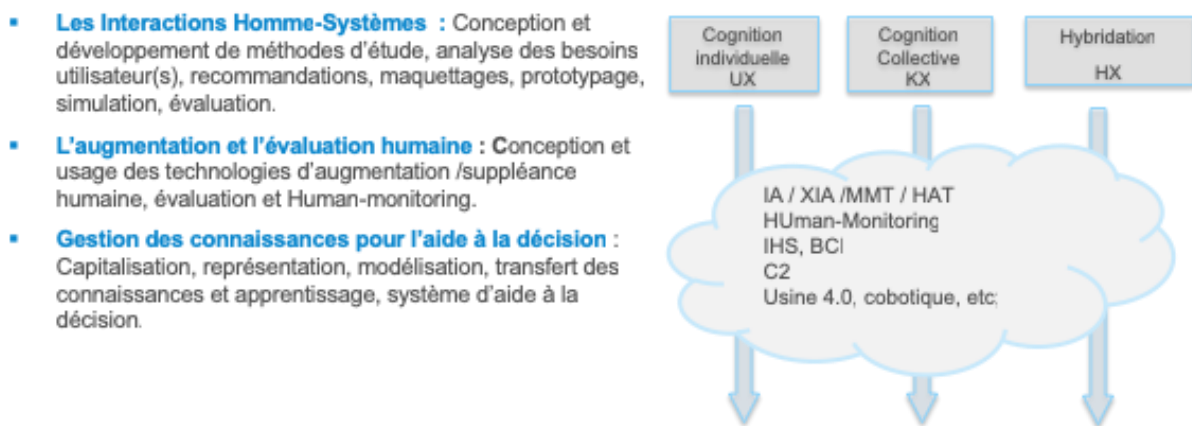 ▪ Les Interactions Homme-Systèmes : Conception et
développement de méthodes d'étude, analyse des besoins
utilisateur(s), recommandations, maquettages, prototypage,
simulation, évaluation.
▪ L'augmentation et l'évaluation humaine : Conception et
usage des technologies d'augmentation /suppléance
humaine, évaluation et Human-monitoring.
▪ Gestion des connaissances pour l'aide à la décision :
Capitalisation, représentation, modélisation, transfert des
connaissances et apprentissage, système d'aide à la
décision.
Cognition
individuelle
UX
Cognition
Collective
KX
Hybridation
HX
IA / XIA /MMT / HAT
HUman-Monitoring
IHS, BCI
C2
Usine 4.0, cobotique, etc;